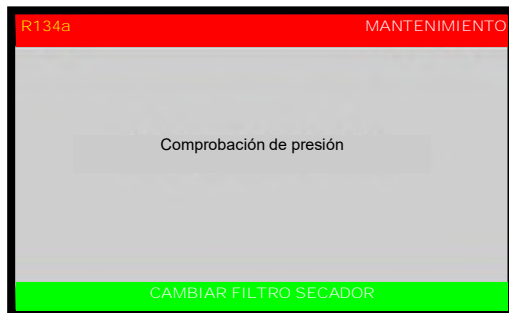 R134a MANTENIMIENTO
Comprobación de presión
CAMBIAR FILTRO SECADOR